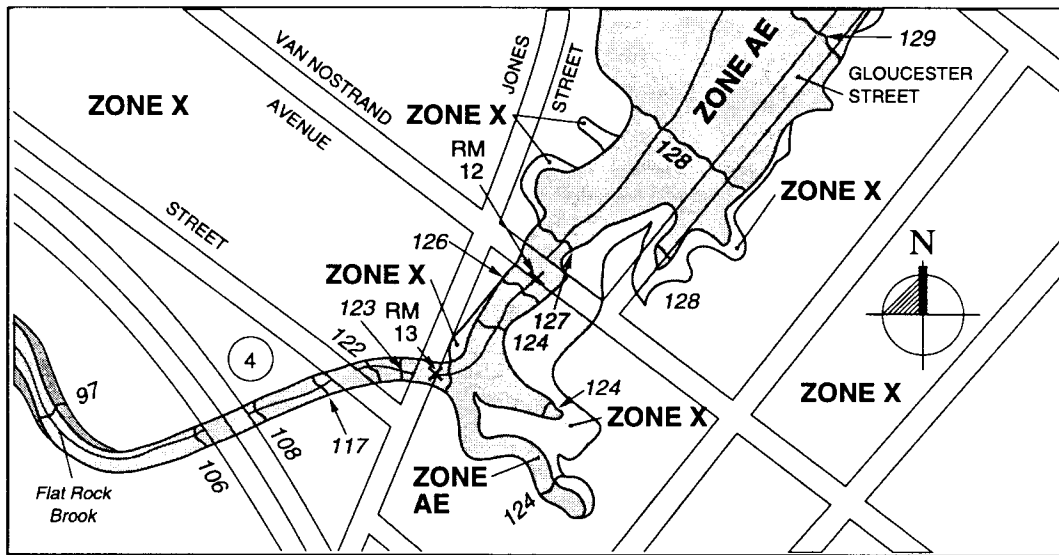 ZONE AE
129
GLOUCESTER
STREET
VAN NOSTRAND
AVENUE
JONES
STREET
ZONE X
ZONE X
RM
12
128
ZONE X
STREET
126
ZONE X
123
RM
13
N
128
127
124
122
4
97
124
ZONE X
ZONE X
108
117
106
Flat Rock
Brook
ZONE
AE
124